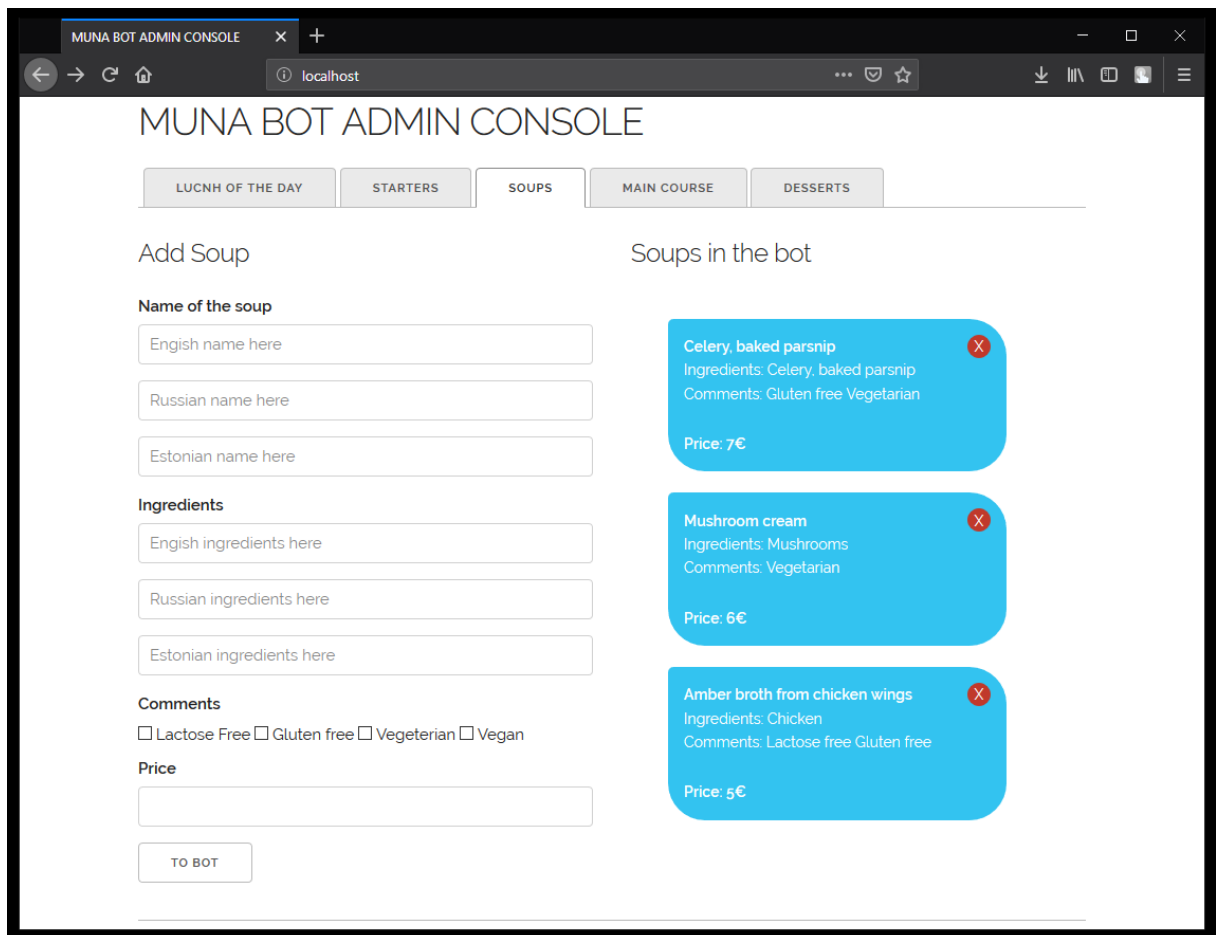 MUNA BOT ADMIN CONSOLE
localhost
MUNA BOT ADMIN CONSOLE
LUCNH OF THE DAY
STARTERS
SOUPS
MAIN COURSE
DESSERTS
Add Soup
Name of the soup
Engish name here
Russian name here
Estonian name here
Ingredients
Engish ingredients here
Russian ingredients here
Estonian ingredients here
Comments
Lactose Free Gluten free Vegeterian Vegan
Price
TO BOT
Soups in the bot
Celery, baked parsnip X
Ingredients: Celery, baked parsnip
Comments: Gluten free Vegetarian
Price: 7€
Mushroom cream X
Ingredients: Mushrooms
Comments: Vegetarian
Price: 6€
Amber broth from chicken wings X
Ingredients: Chicken
Comments: Lactose free Gluten free
Price: 5€